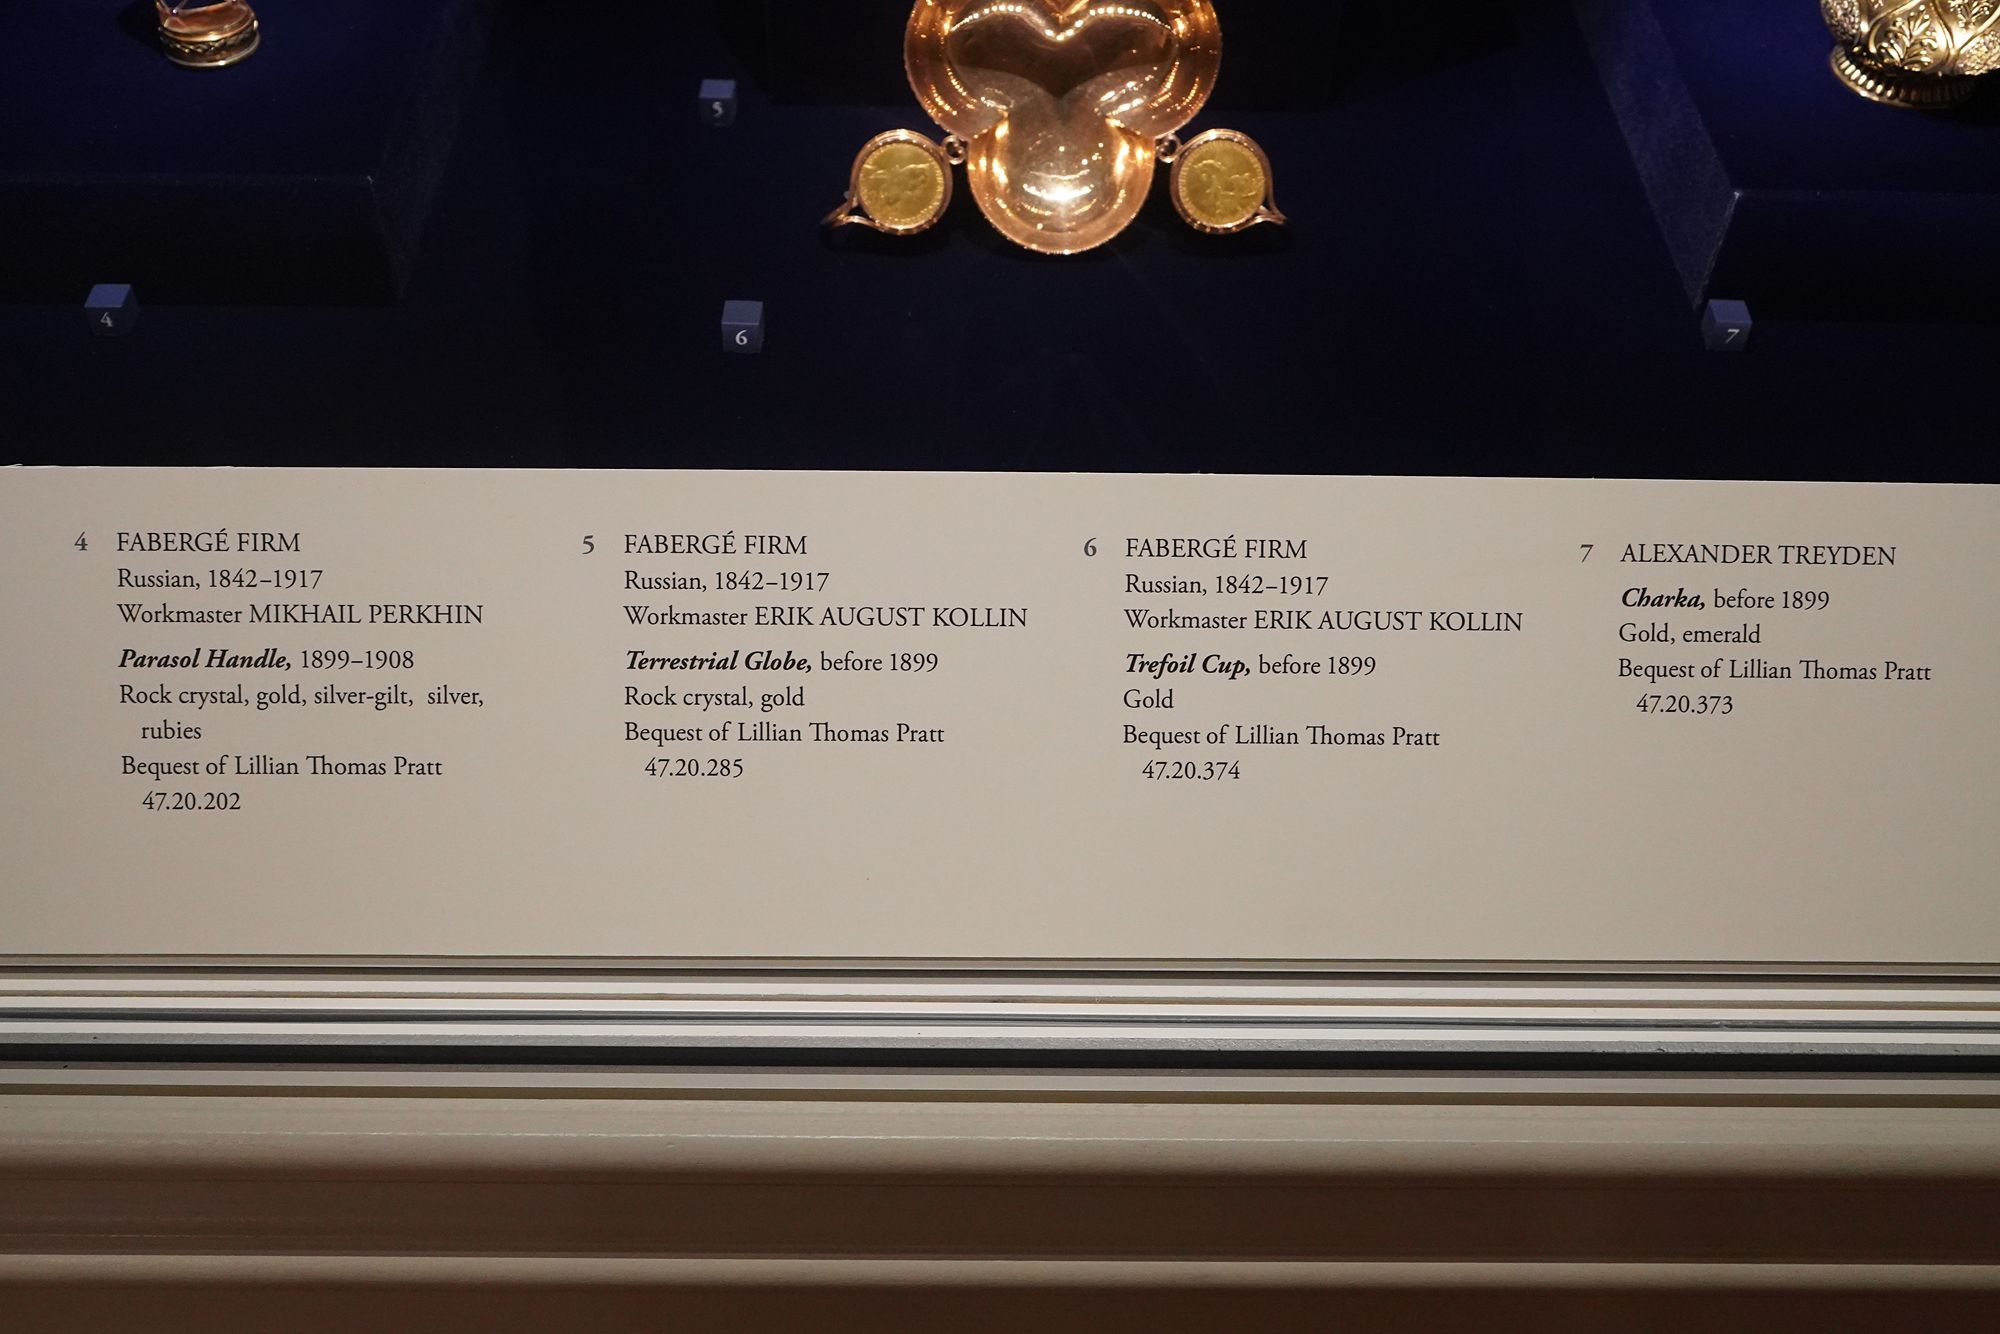 5
4
6
7
4 FABERGÉ FIRM
Russian, 1842–1917
Workmaster MIKHAIL PERKHIN
Parasol Handle, 1899–1908
Rock crystal, gold, silver-gilt, silver,
rubies
Bequest of Lillian Thomas Pratt
47.20.202
5 FABERGÉ FIRM
Russian, 1842–1917
Workmaster ERIK AUGUST KOLLIN
Terrestrial Globe, before 1899
Rock crystal, gold
Bequest of Lillian Thomas Pratt
47.20.285
6 FABERGÉ FIRM
Russian, 1842–1917
Workmaster ERIK AUGUST KOLLIN
Trefoil Cup, before 1899
Gold
Bequest of Lillian Thomas Pratt
47.20.374
7 ALEXANDER TREYDEN
Charka, before 1899
Gold, emerald
Bequest of Lillian Thomas Pratt
47.20.373